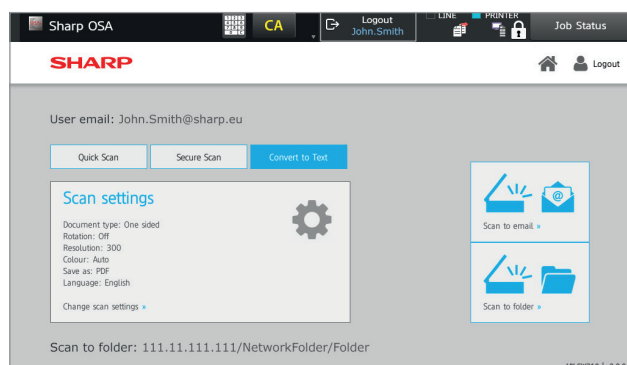 Sharp OSA
CA
Logout
John.Smith
LINE
PRINTER
Job Status
SHARP
Logout
User email: John.Smith@sharp.eu
Quick Scan
Secure Scan
Convert to Text
Scan settings
Document type: One sided
Rotation: Off
Resolution: 300
Colour: Auto
Save as: PDF
Language: English
Change scan settings »
Scan to email »
Scan to folder »
Scan to folder: 111.11.111.111/NetworkFolder/Folder